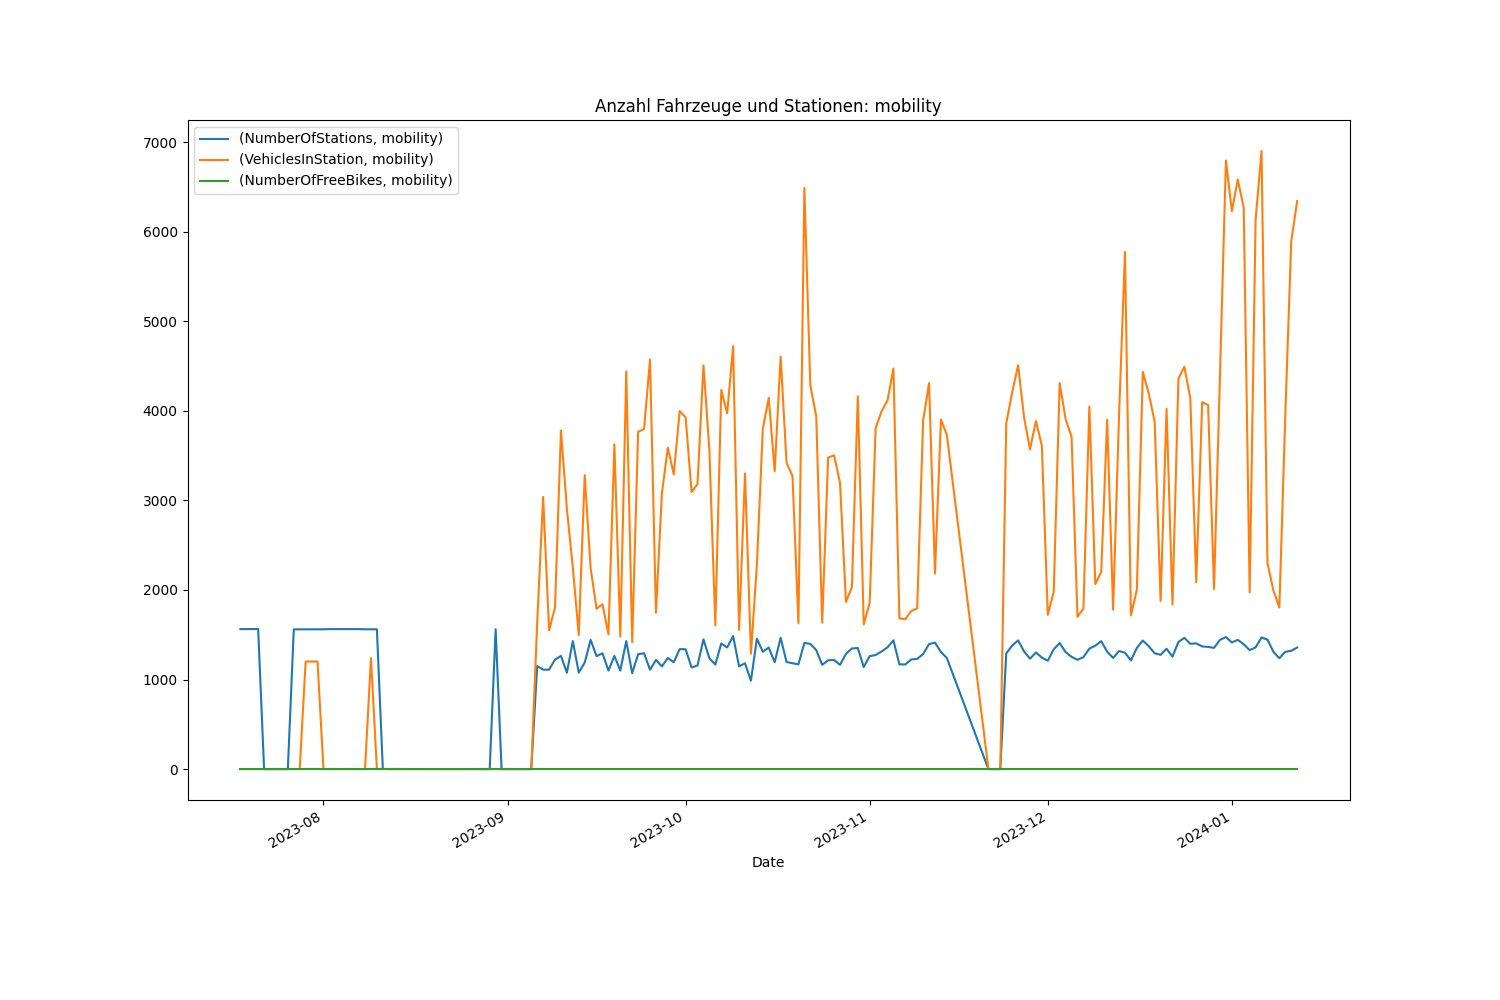 Anzahl Fahrzeuge und Stationen: mobility
(NumberOfStations, mobility)
(VehiclesInStation, mobility)
(NumberOfFreeBikes, mobility)
7000
6000
5000
4000
3000
2000
1000
0
2023-08
2023-09
2023-10
2023-11
2023-12
2024-01
Date